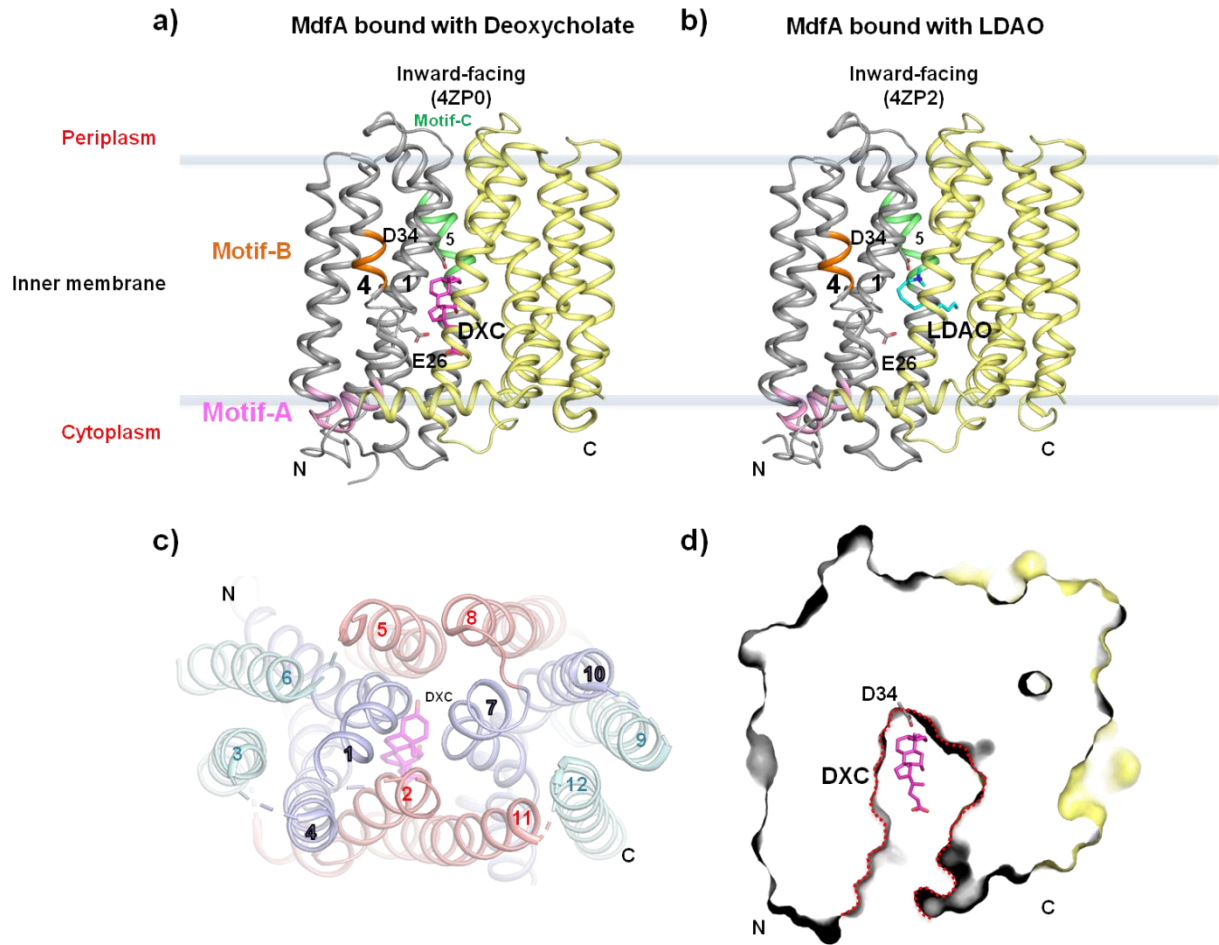 a)
MdfA bound with Deoxycholate
b)
MdfA bound with LDAO
Inward-facing
(4ZP0)
Inward-facing
(4ZP2)
Motif-C
Periplasm
Motif-B
D34
5
D34
5
Inner membrane
4
1
4
1
DXC
LDAO
E26
E26
Motif-A
Cytoplasm
N
C
N
C
c)
d)
N
5
8
6
DXC
10
7
3
1
9
2
12
4
11
C
D34
DXC
N
C